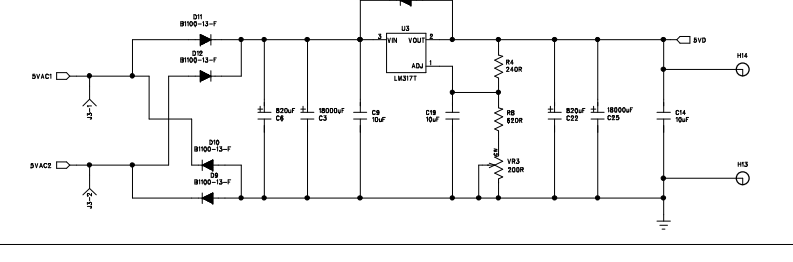 D11
B1100-13-F
D12
B1100-13-F
5VAC1
J3-1
D10
B1100-13-F
D9
B1100-13-F
5VAC2
J3-2
820uF
C6
18000uF
C3
C9
10uF
U3
3
VIN
VOUT
2
ADJ
1
LM317T
C19
10uF
R4
240R
R8
620R
CW
VR3
200R
820uF
C22
18000uF
C25
C14
10uF
5VD
H14
H13